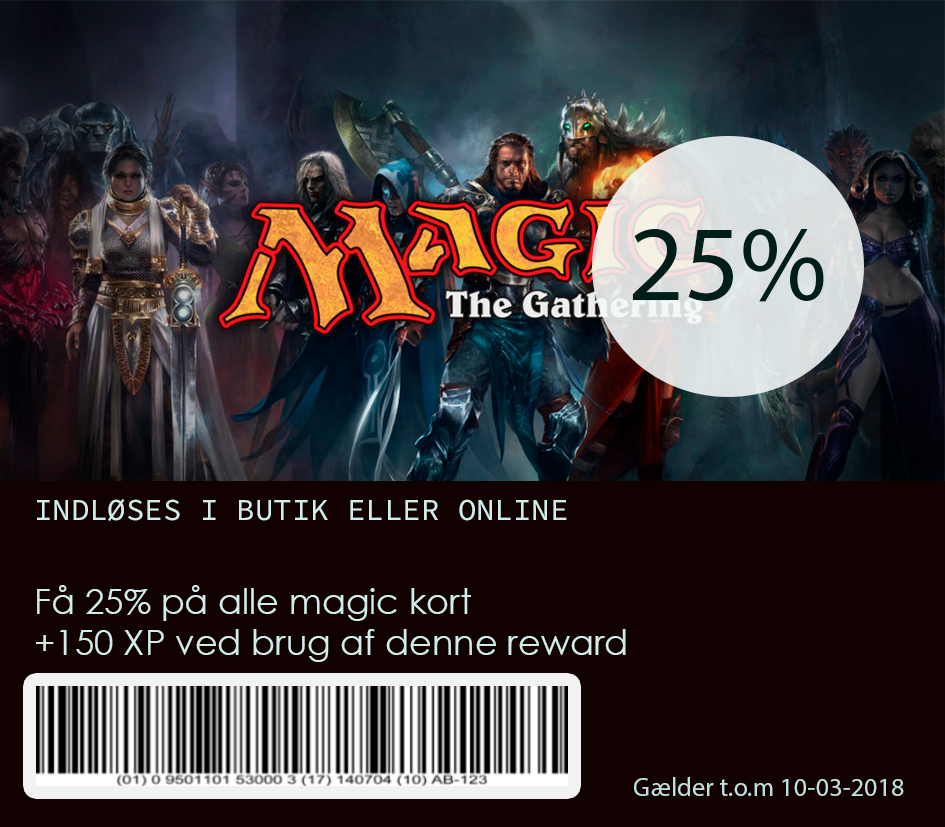 MAGIC
The Gathering
25%
INDLØSES I BUTIK ELLER ONLINE
Få 25% på alle magic kort
+150 XP ved brug af denne reward
(01) 0 9501101 53000 3 (17) 140704 (10) AB-123
Gælder t.o.m 10-03-2018